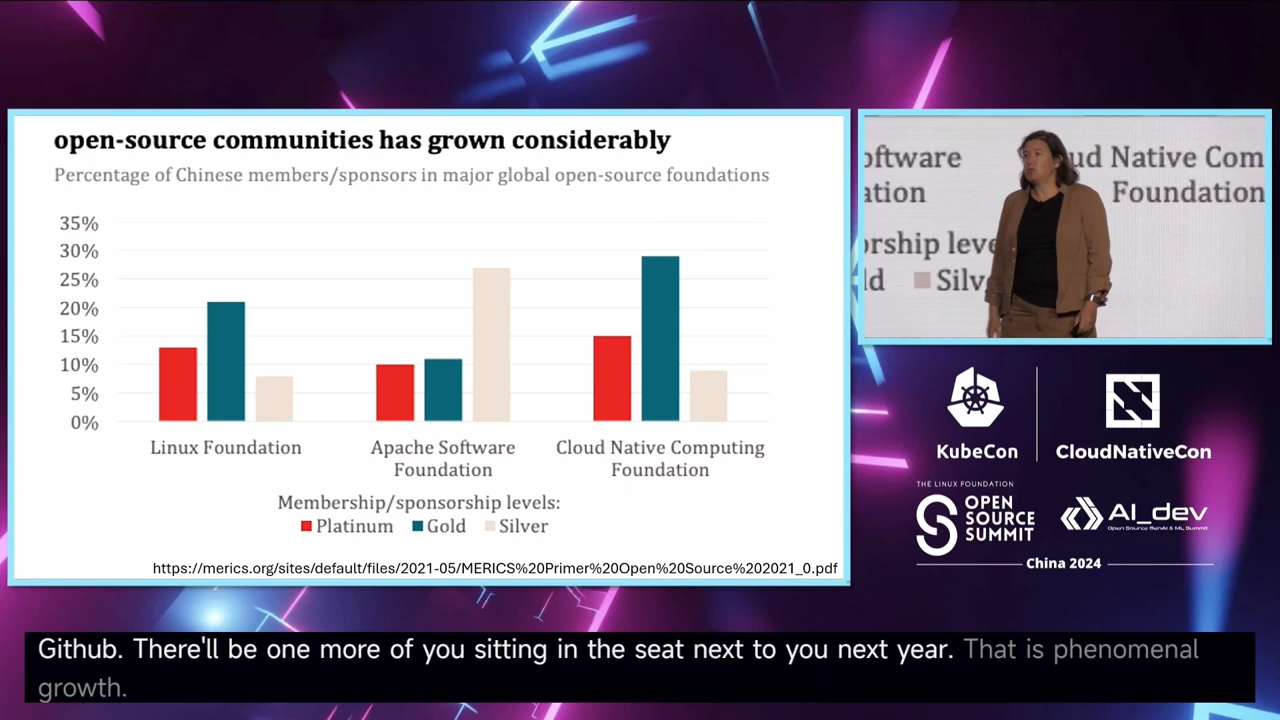 open-source communities has grown considerably
Percentage of Chinese members/sponsors in major global open-source foundations
35%
30%
25%
20%
15%
10%
5%
0%
Linux Foundation
Apache Software
Foundation
Cloud Native Computing
Foundation
Membership/sponsorship levels:
Platinum Gold Silver
https://merics.org/sites/default/files/2021-05/MERICS%20Primer%20Open%20Source%202021_0.pdf
oftware
ation
ud Native Com
Foundation
orship leve
ld Silv
KubeCon
CloudNativeCon
THE LINUX FOUNDATION
OPEN
SOURCE
SUMMIT
AI_dev
Open Source GenAI & ML Summit
China 2024
Github. There'll be one more of you sitting in the seat next to you next year. That is phenomenal
growth.